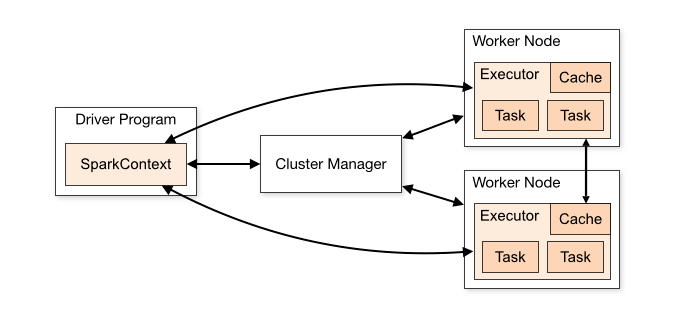 Driver Program
SparkContext
Cluster Manager
Worker Node
Executor
Cache
Task
Task
Worker Node
Executor
Cache
Task
Task